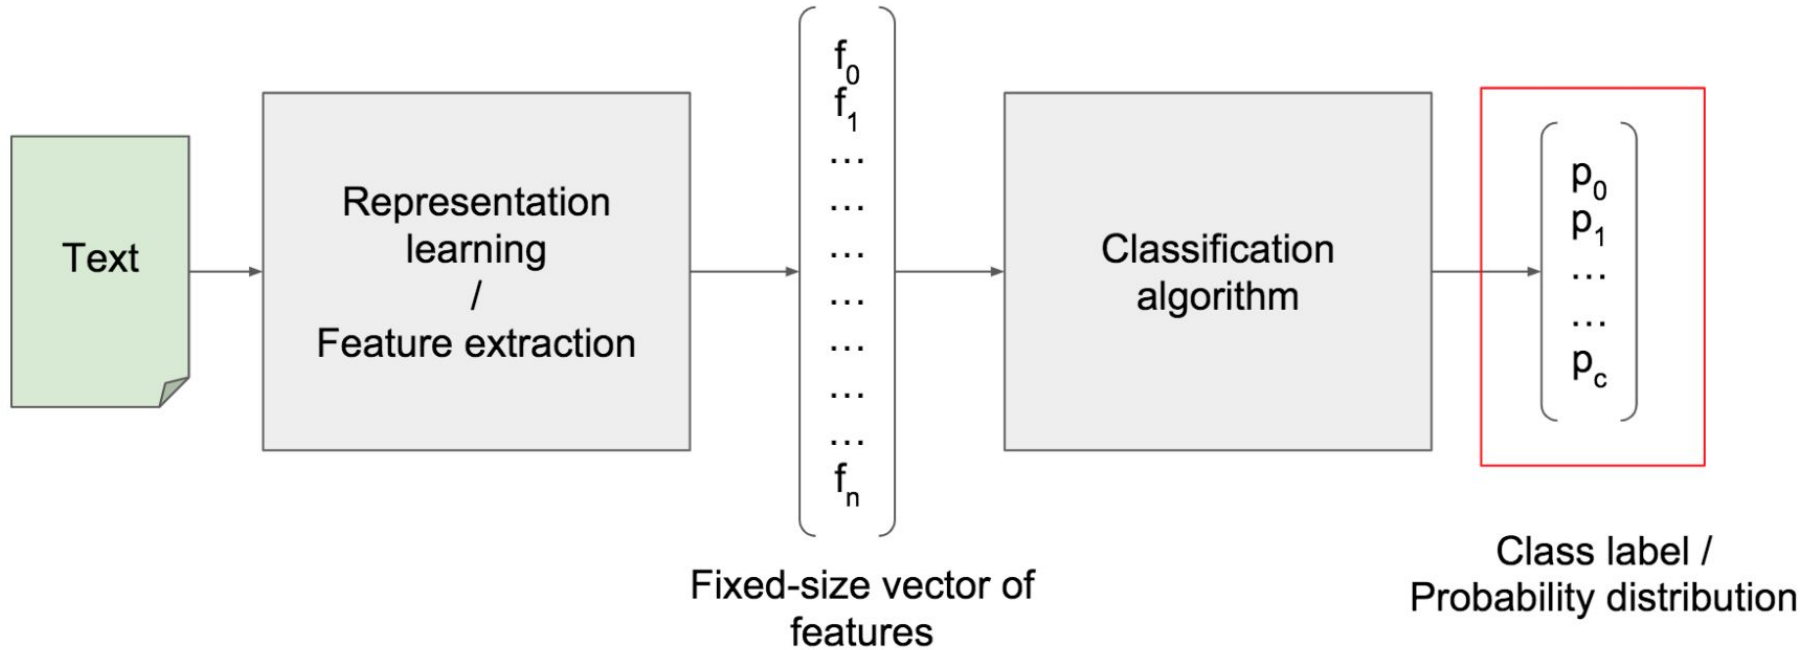 Text
Representation
learning
/
Feature extraction
f0
f1
...
...
...
...
...
...
...
fn
Fixed-size vector of
features
Classification
algorithm
p0
p1
...
...
pc
Class label /
Probability distribution